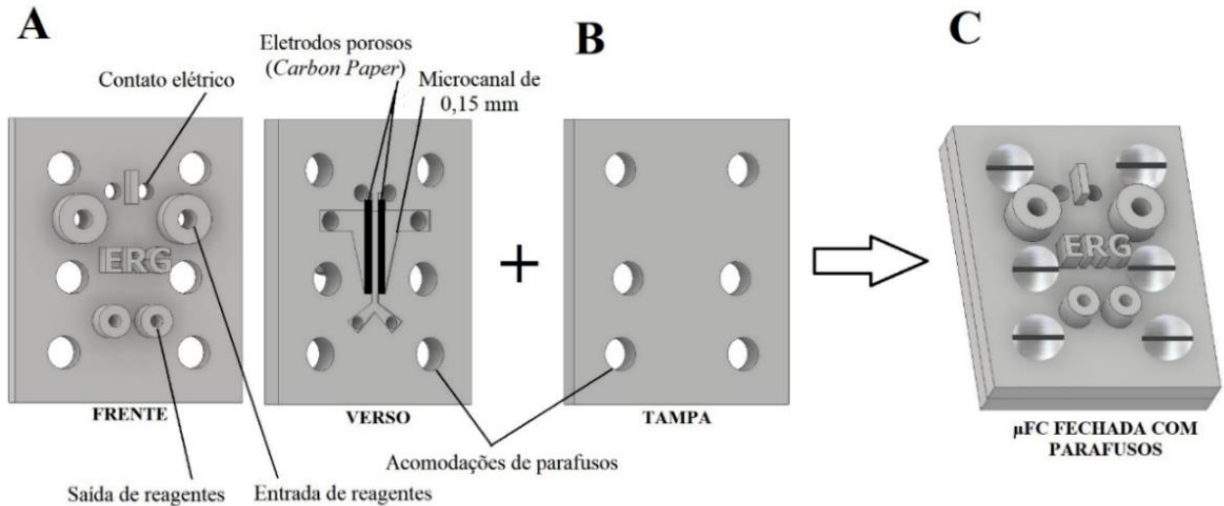 A
B
C
Eletrodos porosos
(Carbon Paper)
Contato elétrico
Microcanal de
0,15 mm
ERG
ERG
FRENTE
VERSO
TAMPA
µFC FECHADA COM
PARAFUSOS
Acomodações de parafusos
Saída de reagentes
Entrada de reagentes